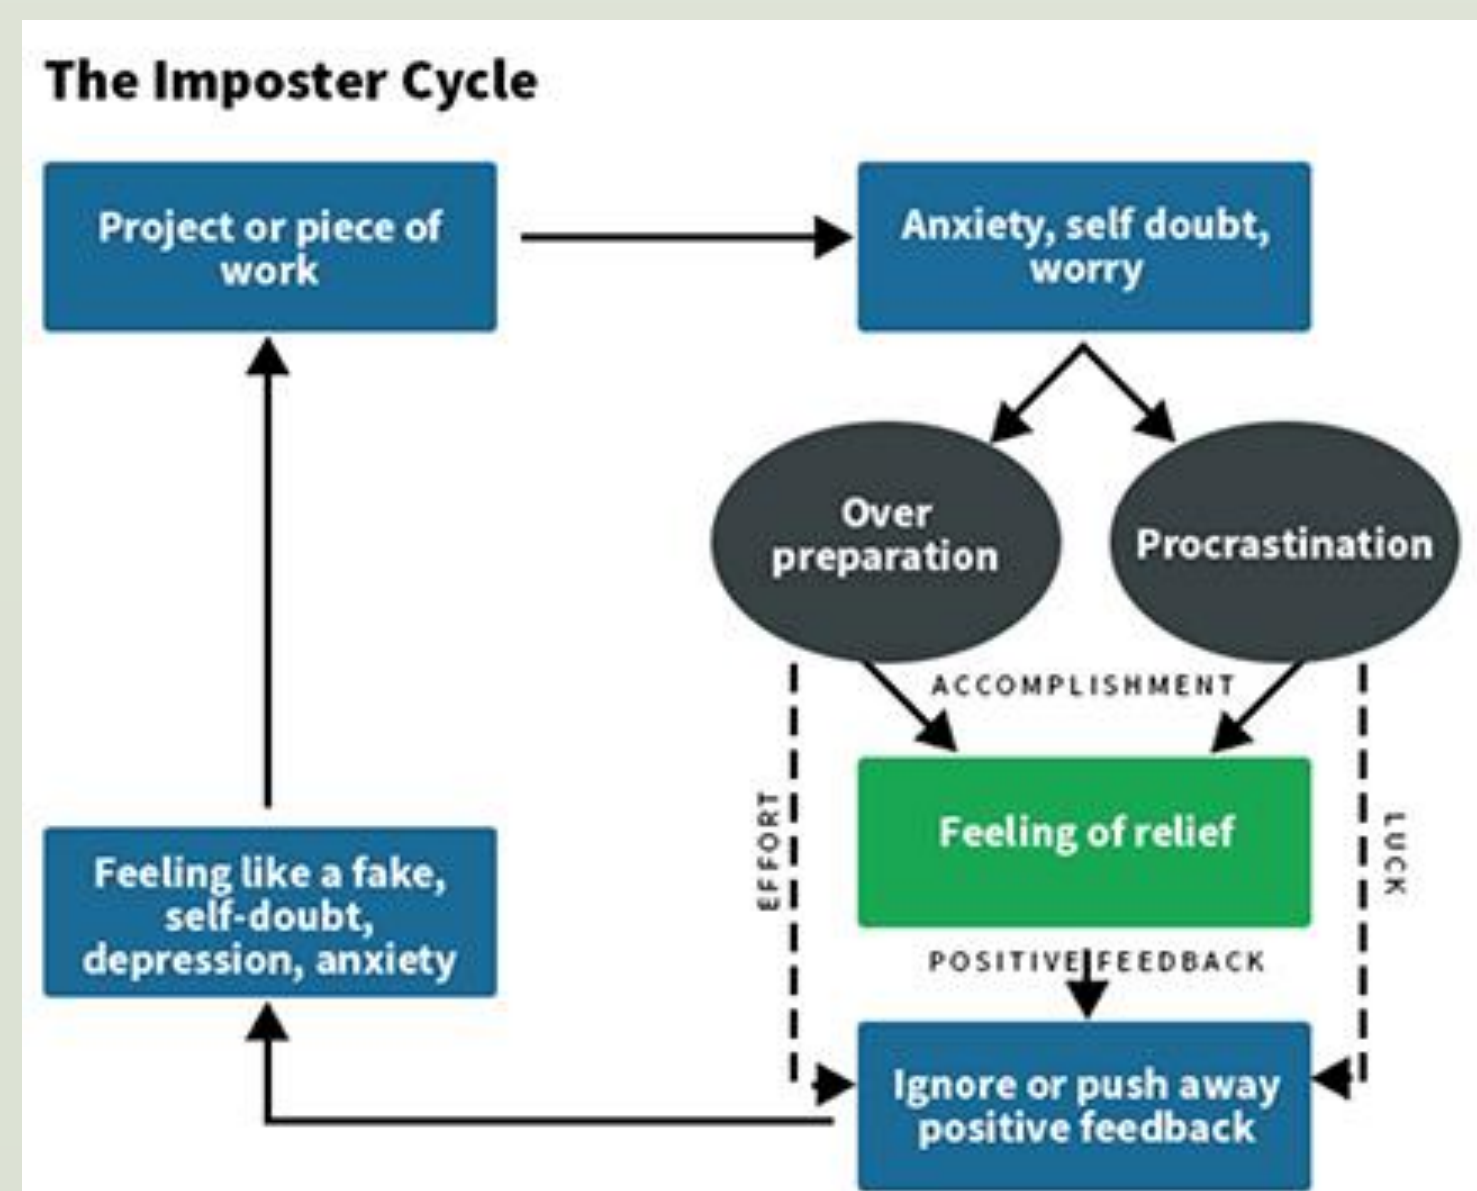 The Imposter Cycle
Project or piece of
work
Anxiety, self doubt,
worry
Over
preparation
Procrastination
ACCOMPLISHMENT
EFFORT
Feeling of relief
LUCK
POSITIVE FEEDBACK
Feeling like a fake,
self-doubt,
depression, anxiety
Ignore or push away
positive feedback